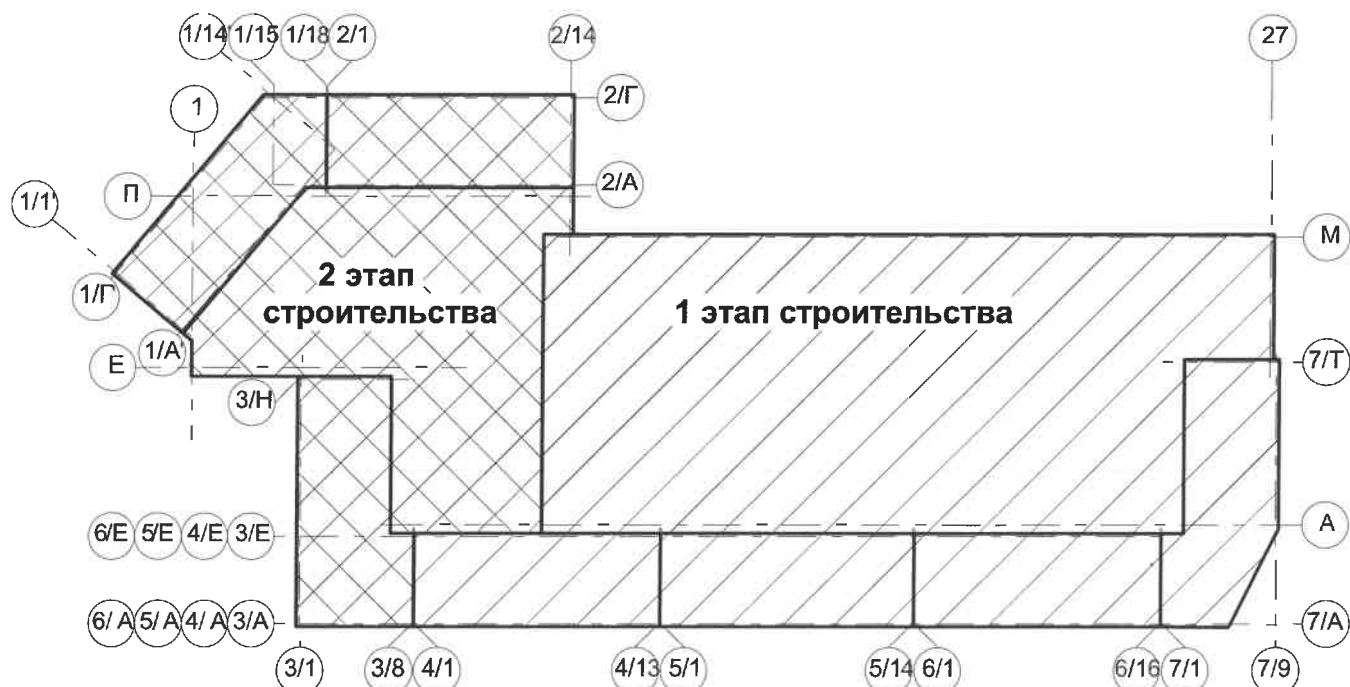 1/14 1/15 1/18 2/1 2/14 27
1 2/Г
П 2/А
1/1' М
2 этап
строительства
1 этап строительства
1/Г
1/А
Е 7/Т
3/Н
6/Е 5/Е 4/Е 3/Е А
6/А 5/А 4/А 3/А 7/А
3/1 3/8 4/1 4/13 5/1 5/14 6/1 6/16 7/1 7/9